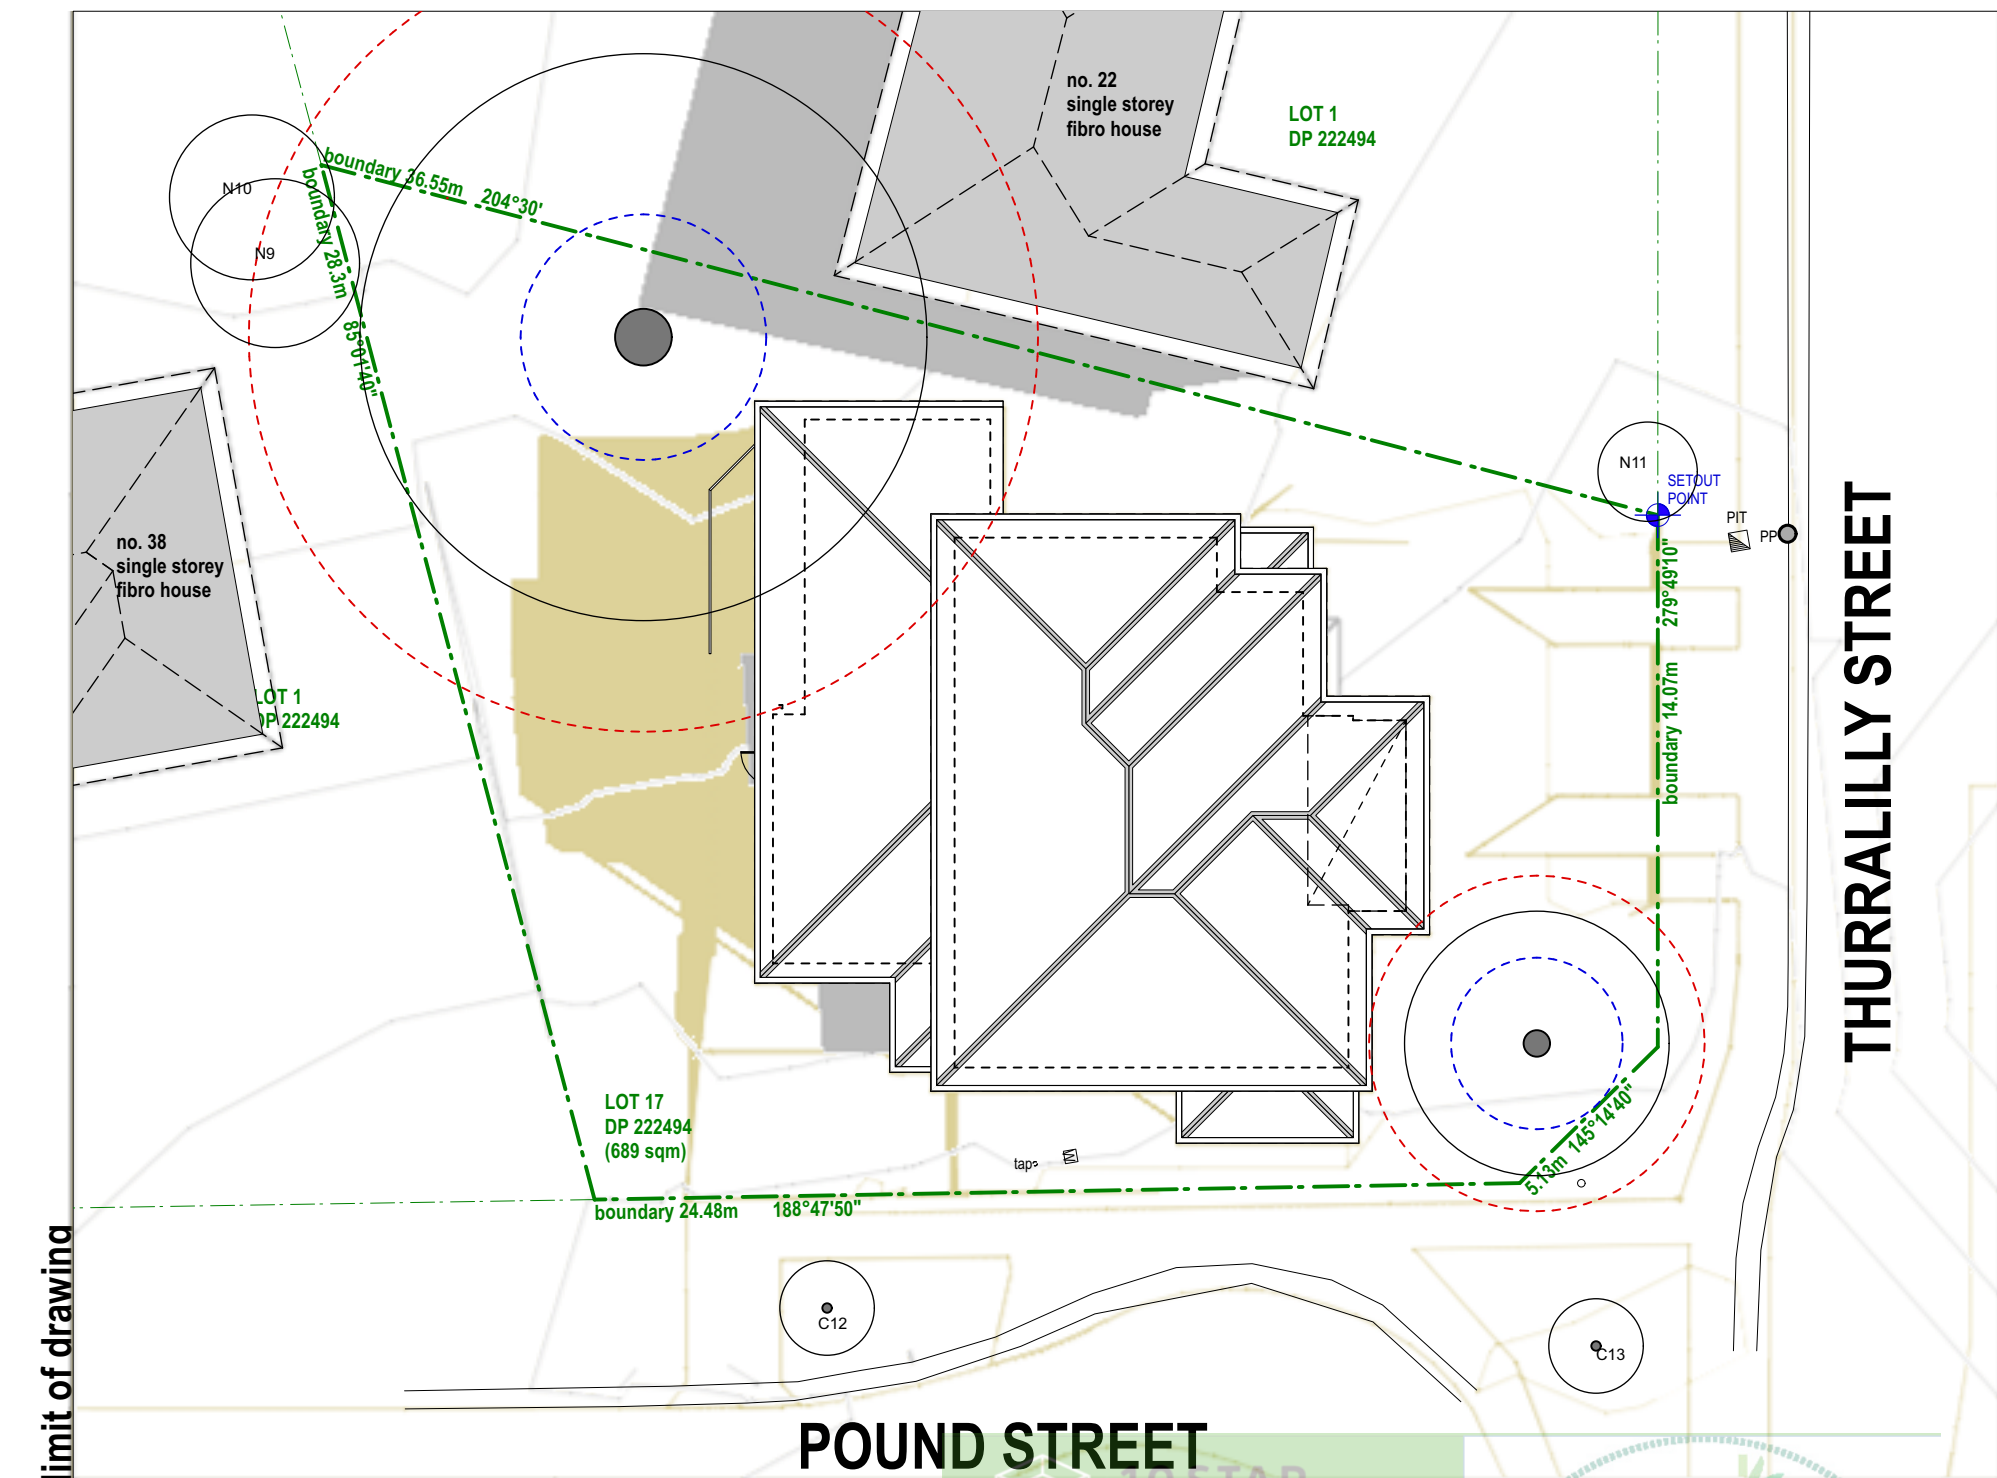 no. 22
single storey
fibro house
LOT 1
DP 222494
boundary 36.55m 204°30'
N10
N9
boundary 28.3m 85°01'40"
N11
SETOUT
POINT
PIT
PP
279°49'10"
boundary 14.07m
THURRALILLY STREET
no. 38
single storey
fibro house
LOT 1
DP 222494
LOT 17
DP 222494
(689 sqm)
tap
M
5.13m 145°14'40"
boundary 24.48m 188°47'50"
limit of drawing
C12
C13
POUND STREET
10STAR